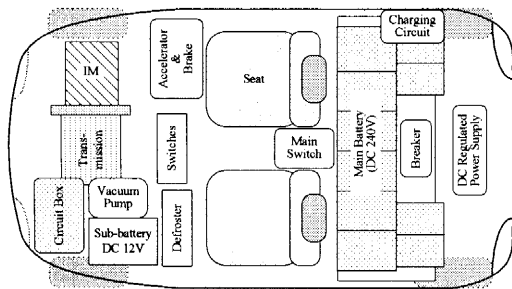 Charging
Circuit
Accelerator
& Brake
IM
Seat
Trans-
mission
Switches
Main
Switch
Main Battery
(DC 240V)
Breaker
DC Regulated
Power Supply
Circuit Box
Vacuum
Pump
Sub-battery
DC 12V
Defroster